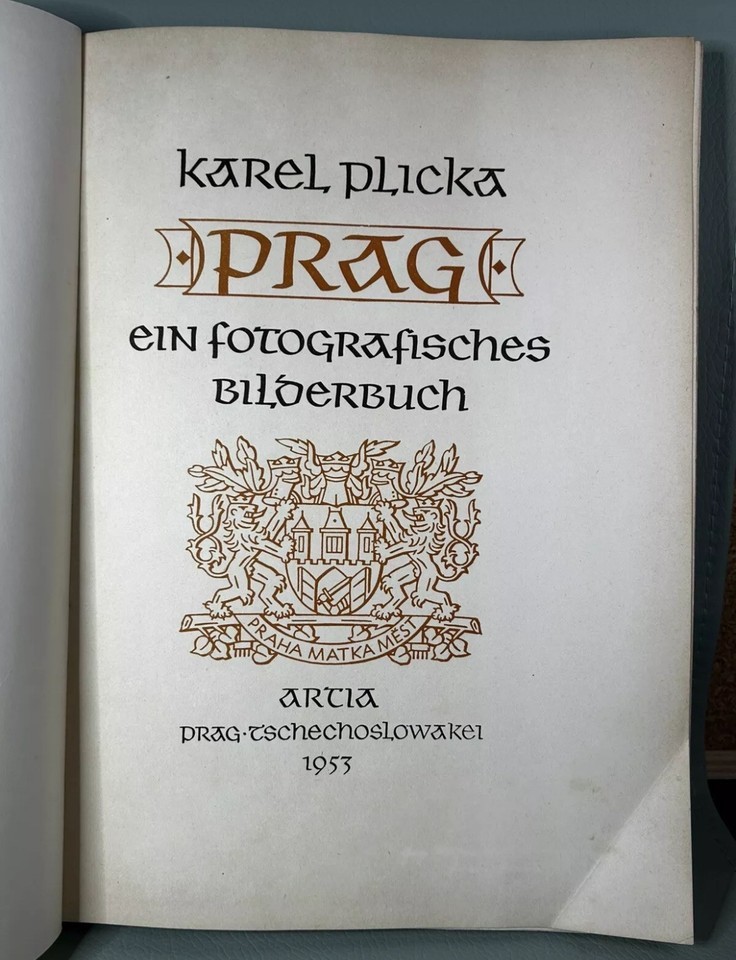 Karel Plicka
PRAG
ein fotografisches
Bilderbuch
PRAHA MATKA MĚST
ARTIA
PRAG·TSCHECHOSLOWAKEI
1953